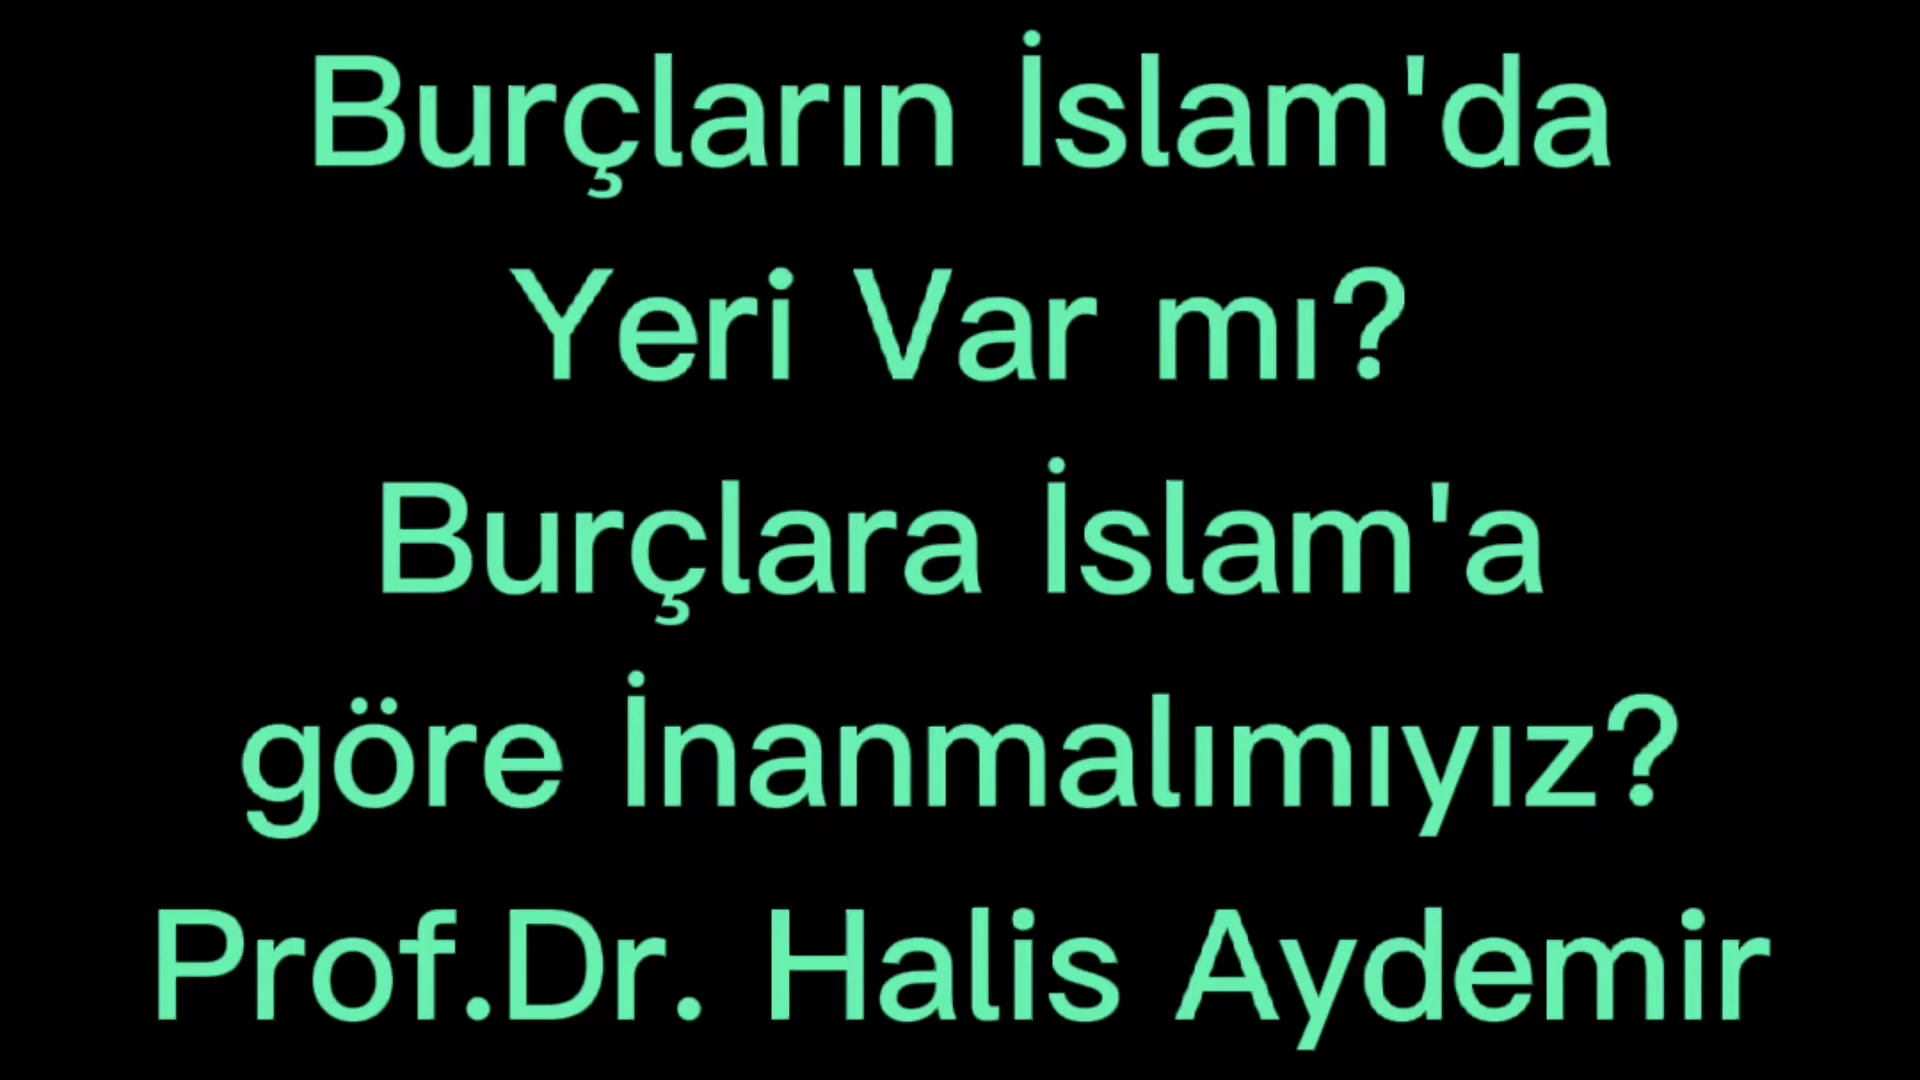 Burçların İslam'da
Yeri Var mı?
Burçlara İslam'a
göre İnanmalımıyız?
Prof.Dr. Halis Aydemir